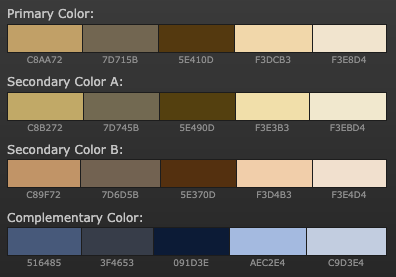 Primary Color:
C8AA72 7D715B 5E410D F3DCB3 F3E8D4
Secondary Color A:
C8B272 7D745B 5E490D F3E3B3 F3EBD4
Secondary Color B:
C89F72 7D6D5B 5E370D F3D4B3 F3E4D4
Complementary Color:
516485 3F4653 091D3E AEC2E4 C9D3E4